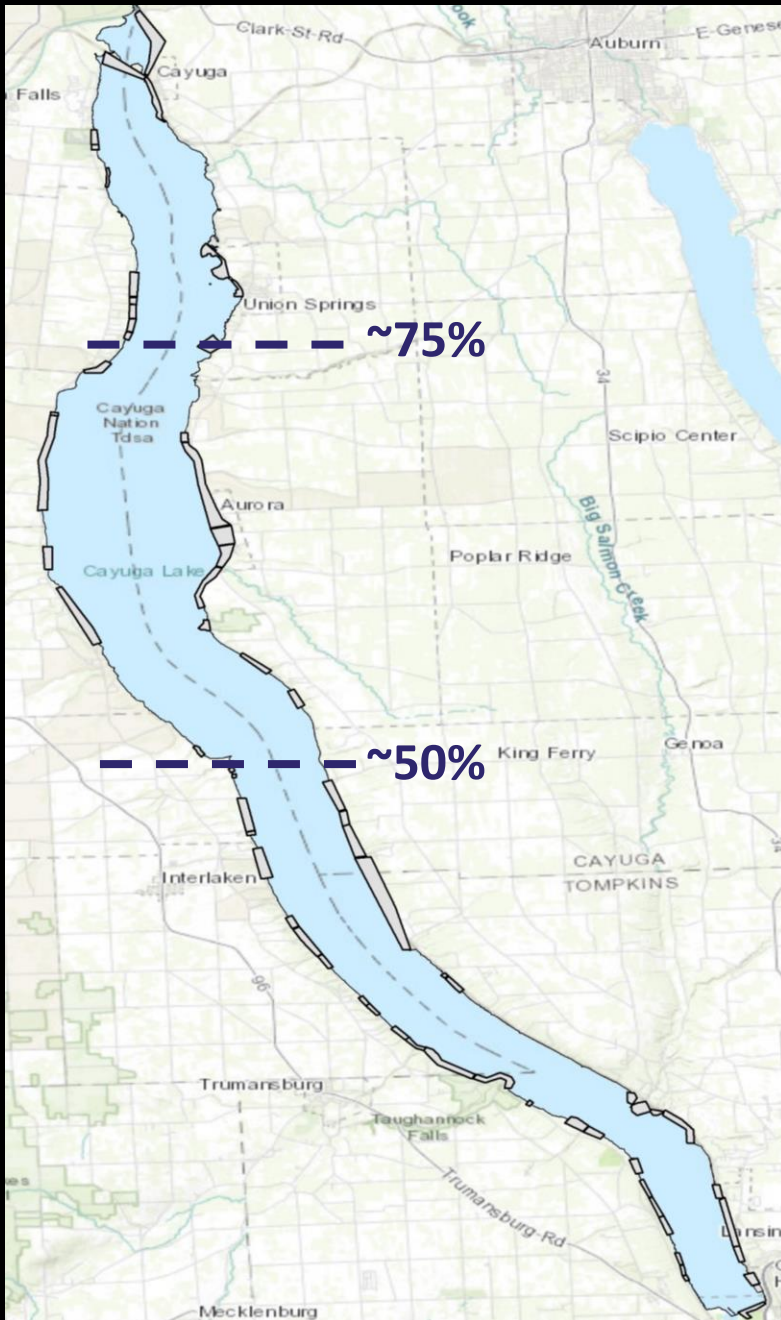 Clark-St-Rd
Auburn
E-Genese
ook
Cayuga
Falls
Union Springs
~75%
34
Cayuga
Nation
Tdsa
Scipio Center
Aurora
Big Salmon Creek
Poplar Ridge
Cayuga Lake
~50%
King Ferry
Genoa
34
CAYUGA
TOMPKINS
Interlaken
96
Trumansburg
Taughannock
Falls
Trumansburg-Rd
Lansin
Mecklenburg